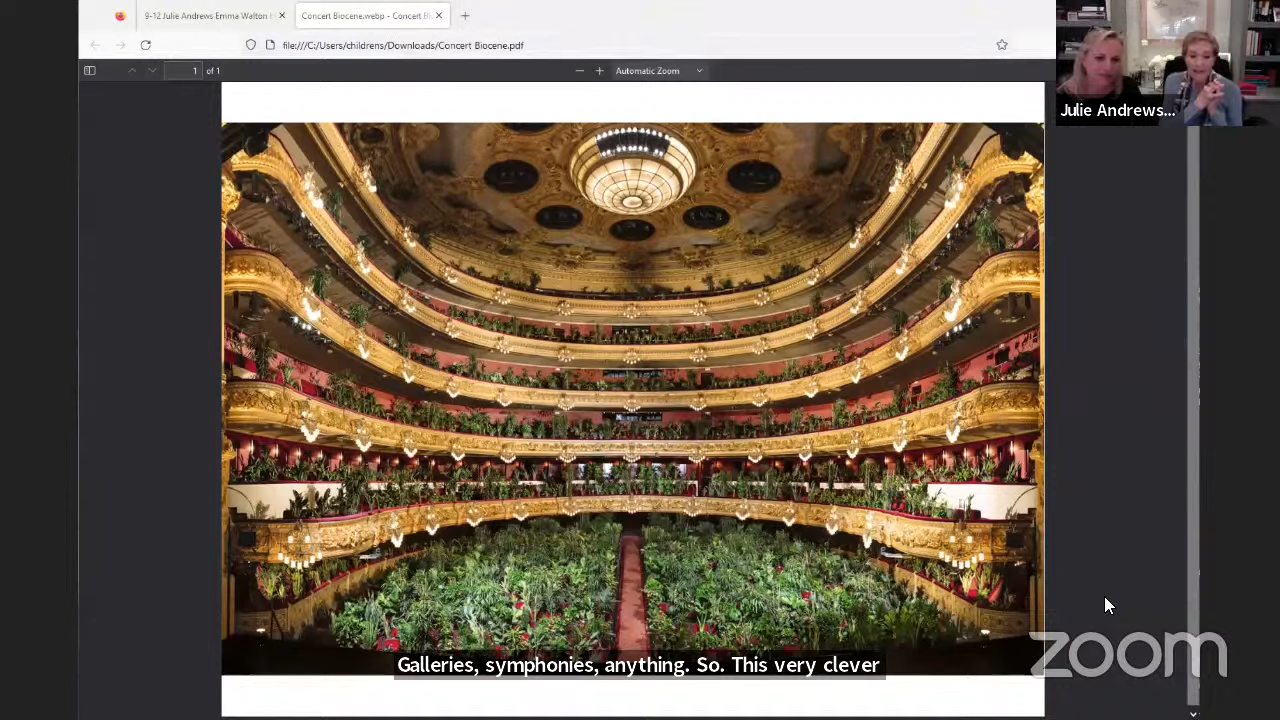 9-12 Julie Andrews Emma Walton
Concert Biocene.webp - Concert Bi
file:///C:/Users/childrens/Downloads/Concert Biocene.pdf
1 of 1
Automatic Zoom
Julie Andrews...
Galleries, symphonies, anything. So. This very clever
zoom